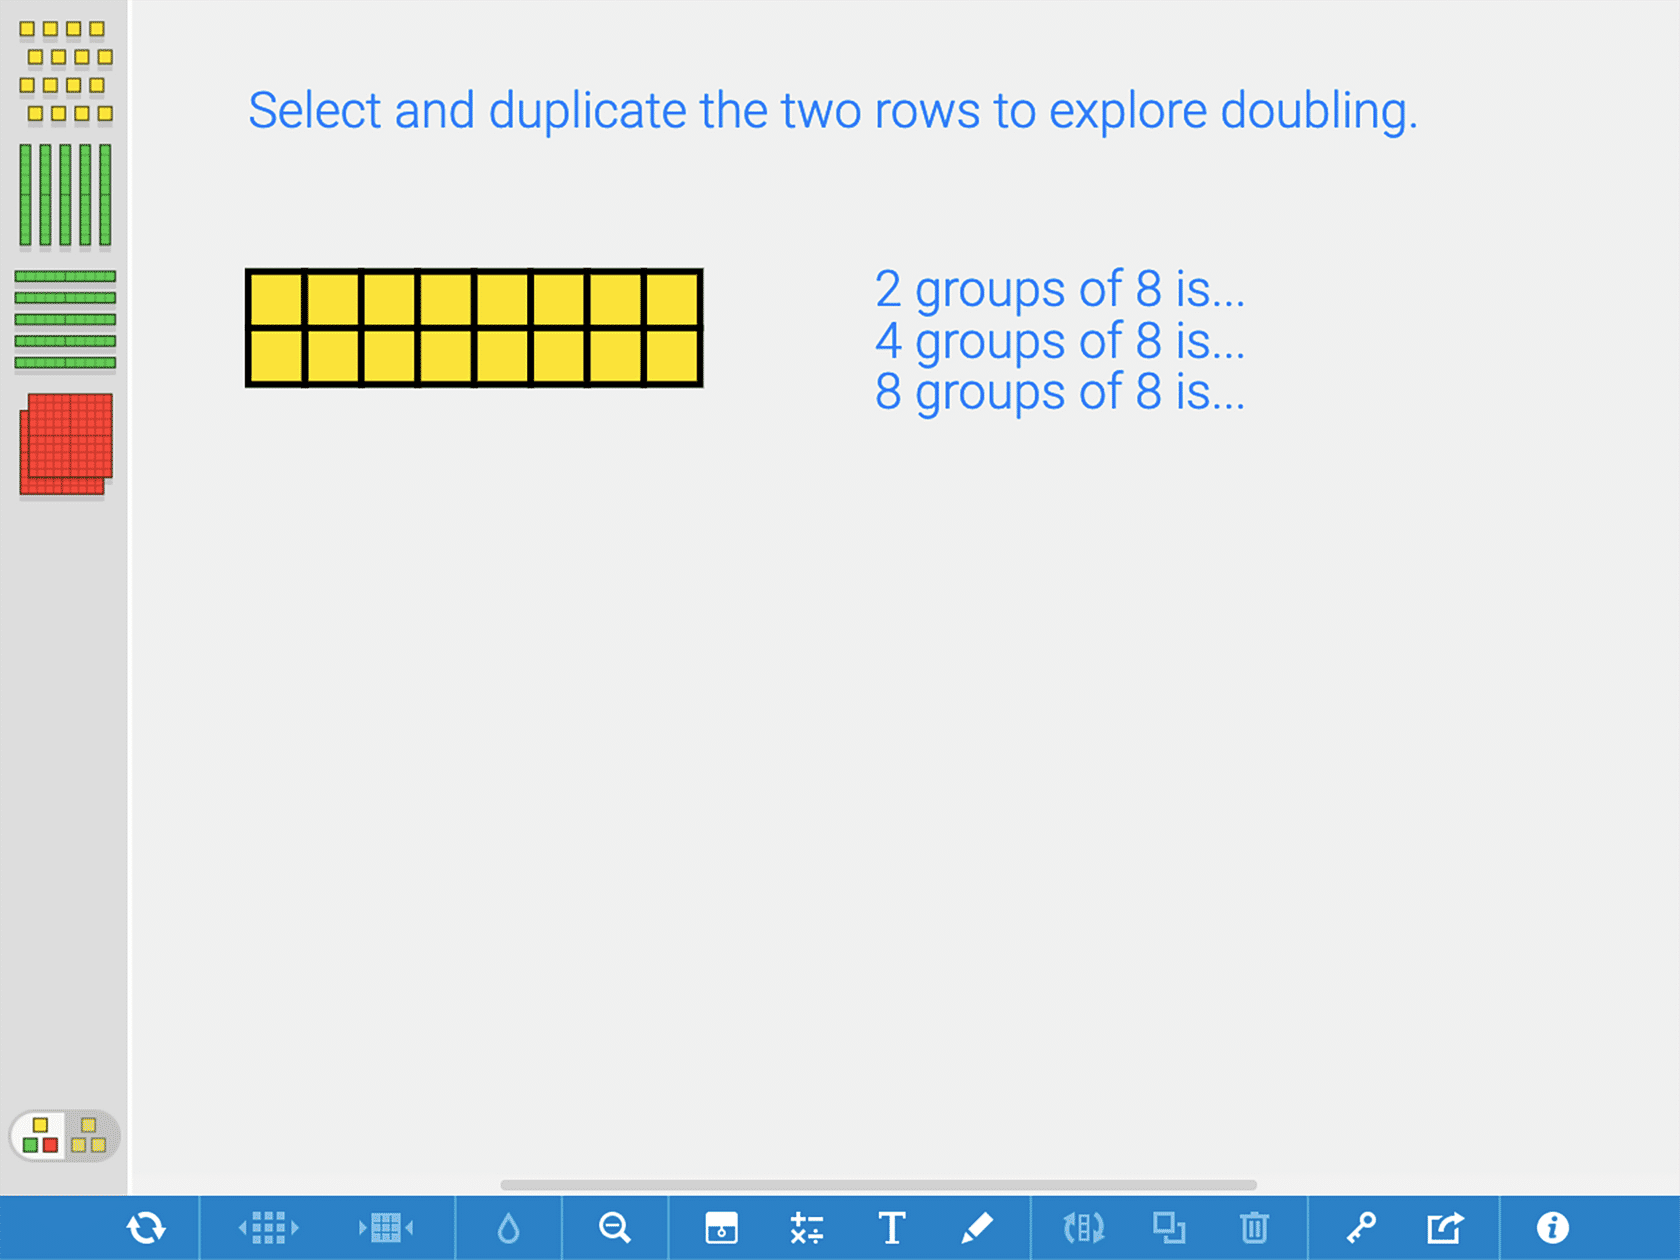 Select and duplicate the two rows to explore doubling.
2 groups of 8 is...
4 groups of 8 is...
8 groups of 8 is...